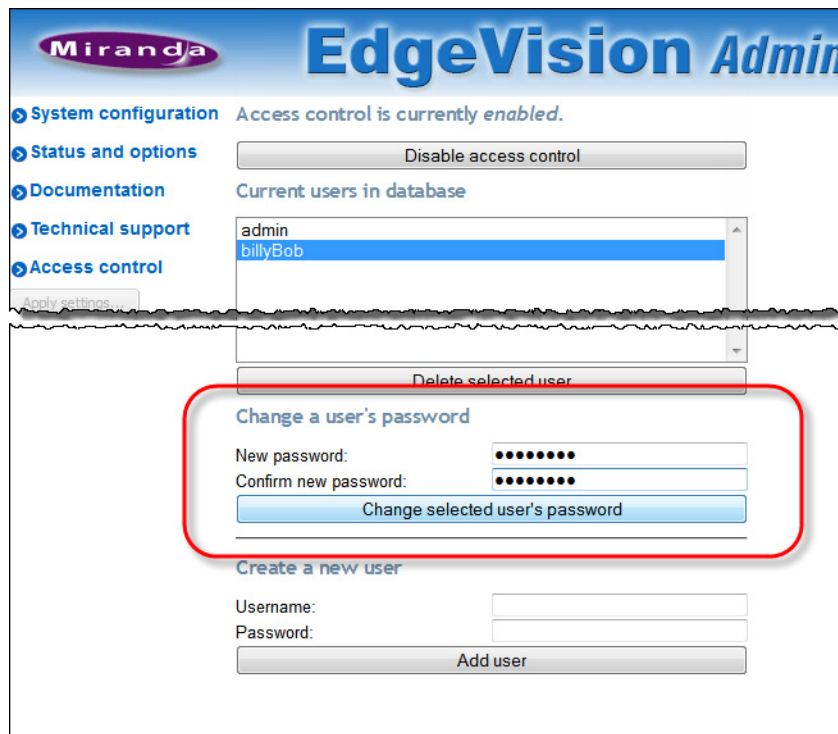 Miranda
EdgeVision Admin
System configuration
Status and options
Documentation
Technical support
Access control
Apply settings...
Access control is currently enabled.
Disable access control
Current users in database
admin
billyBob
Delete selected user
Change a user's password
New password: ●●●●●●●●
Confirm new password: ●●●●●●●●
Change selected user's password
Create a new user
Username:
Password:
Add user